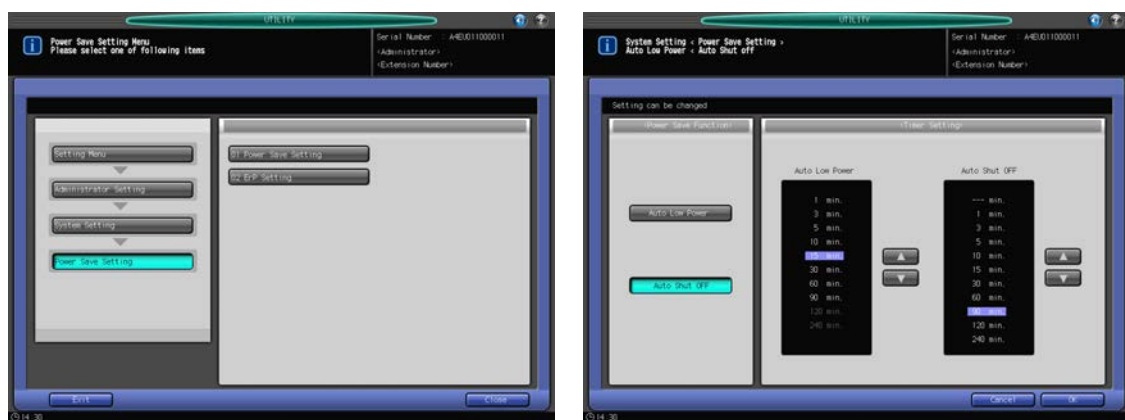 UTILITY
Power Save Setting Menu
Please select one of following items
Serial Number : A4EU011000011
<Administrator>
<Extension Number>
Setting Menu
Administrator Setting
System Setting
Power Save Setting
01 Power Save Setting
02 ErP Setting
Exit
Close
14:30
UTILITY
System Setting < Power Save Setting >
Auto Low Power < Auto Shut off
Serial Number : A4EU011000011
<Administrator>
<Extension Number>
Setting can be changed
<Power Save Function>
<Timer Setting>
Auto Low Power
Auto Shut OFF
Auto Low Power
1 min.
3 min.
5 min.
10 min.
15 min.
30 min.
60 min.
90 min.
120 min.
240 min.
Auto Shut OFF
--- min.
1 min.
3 min.
5 min.
10 min.
15 min.
30 min.
60 min.
90 min.
120 min.
240 min.
Cancel
OK
14:30